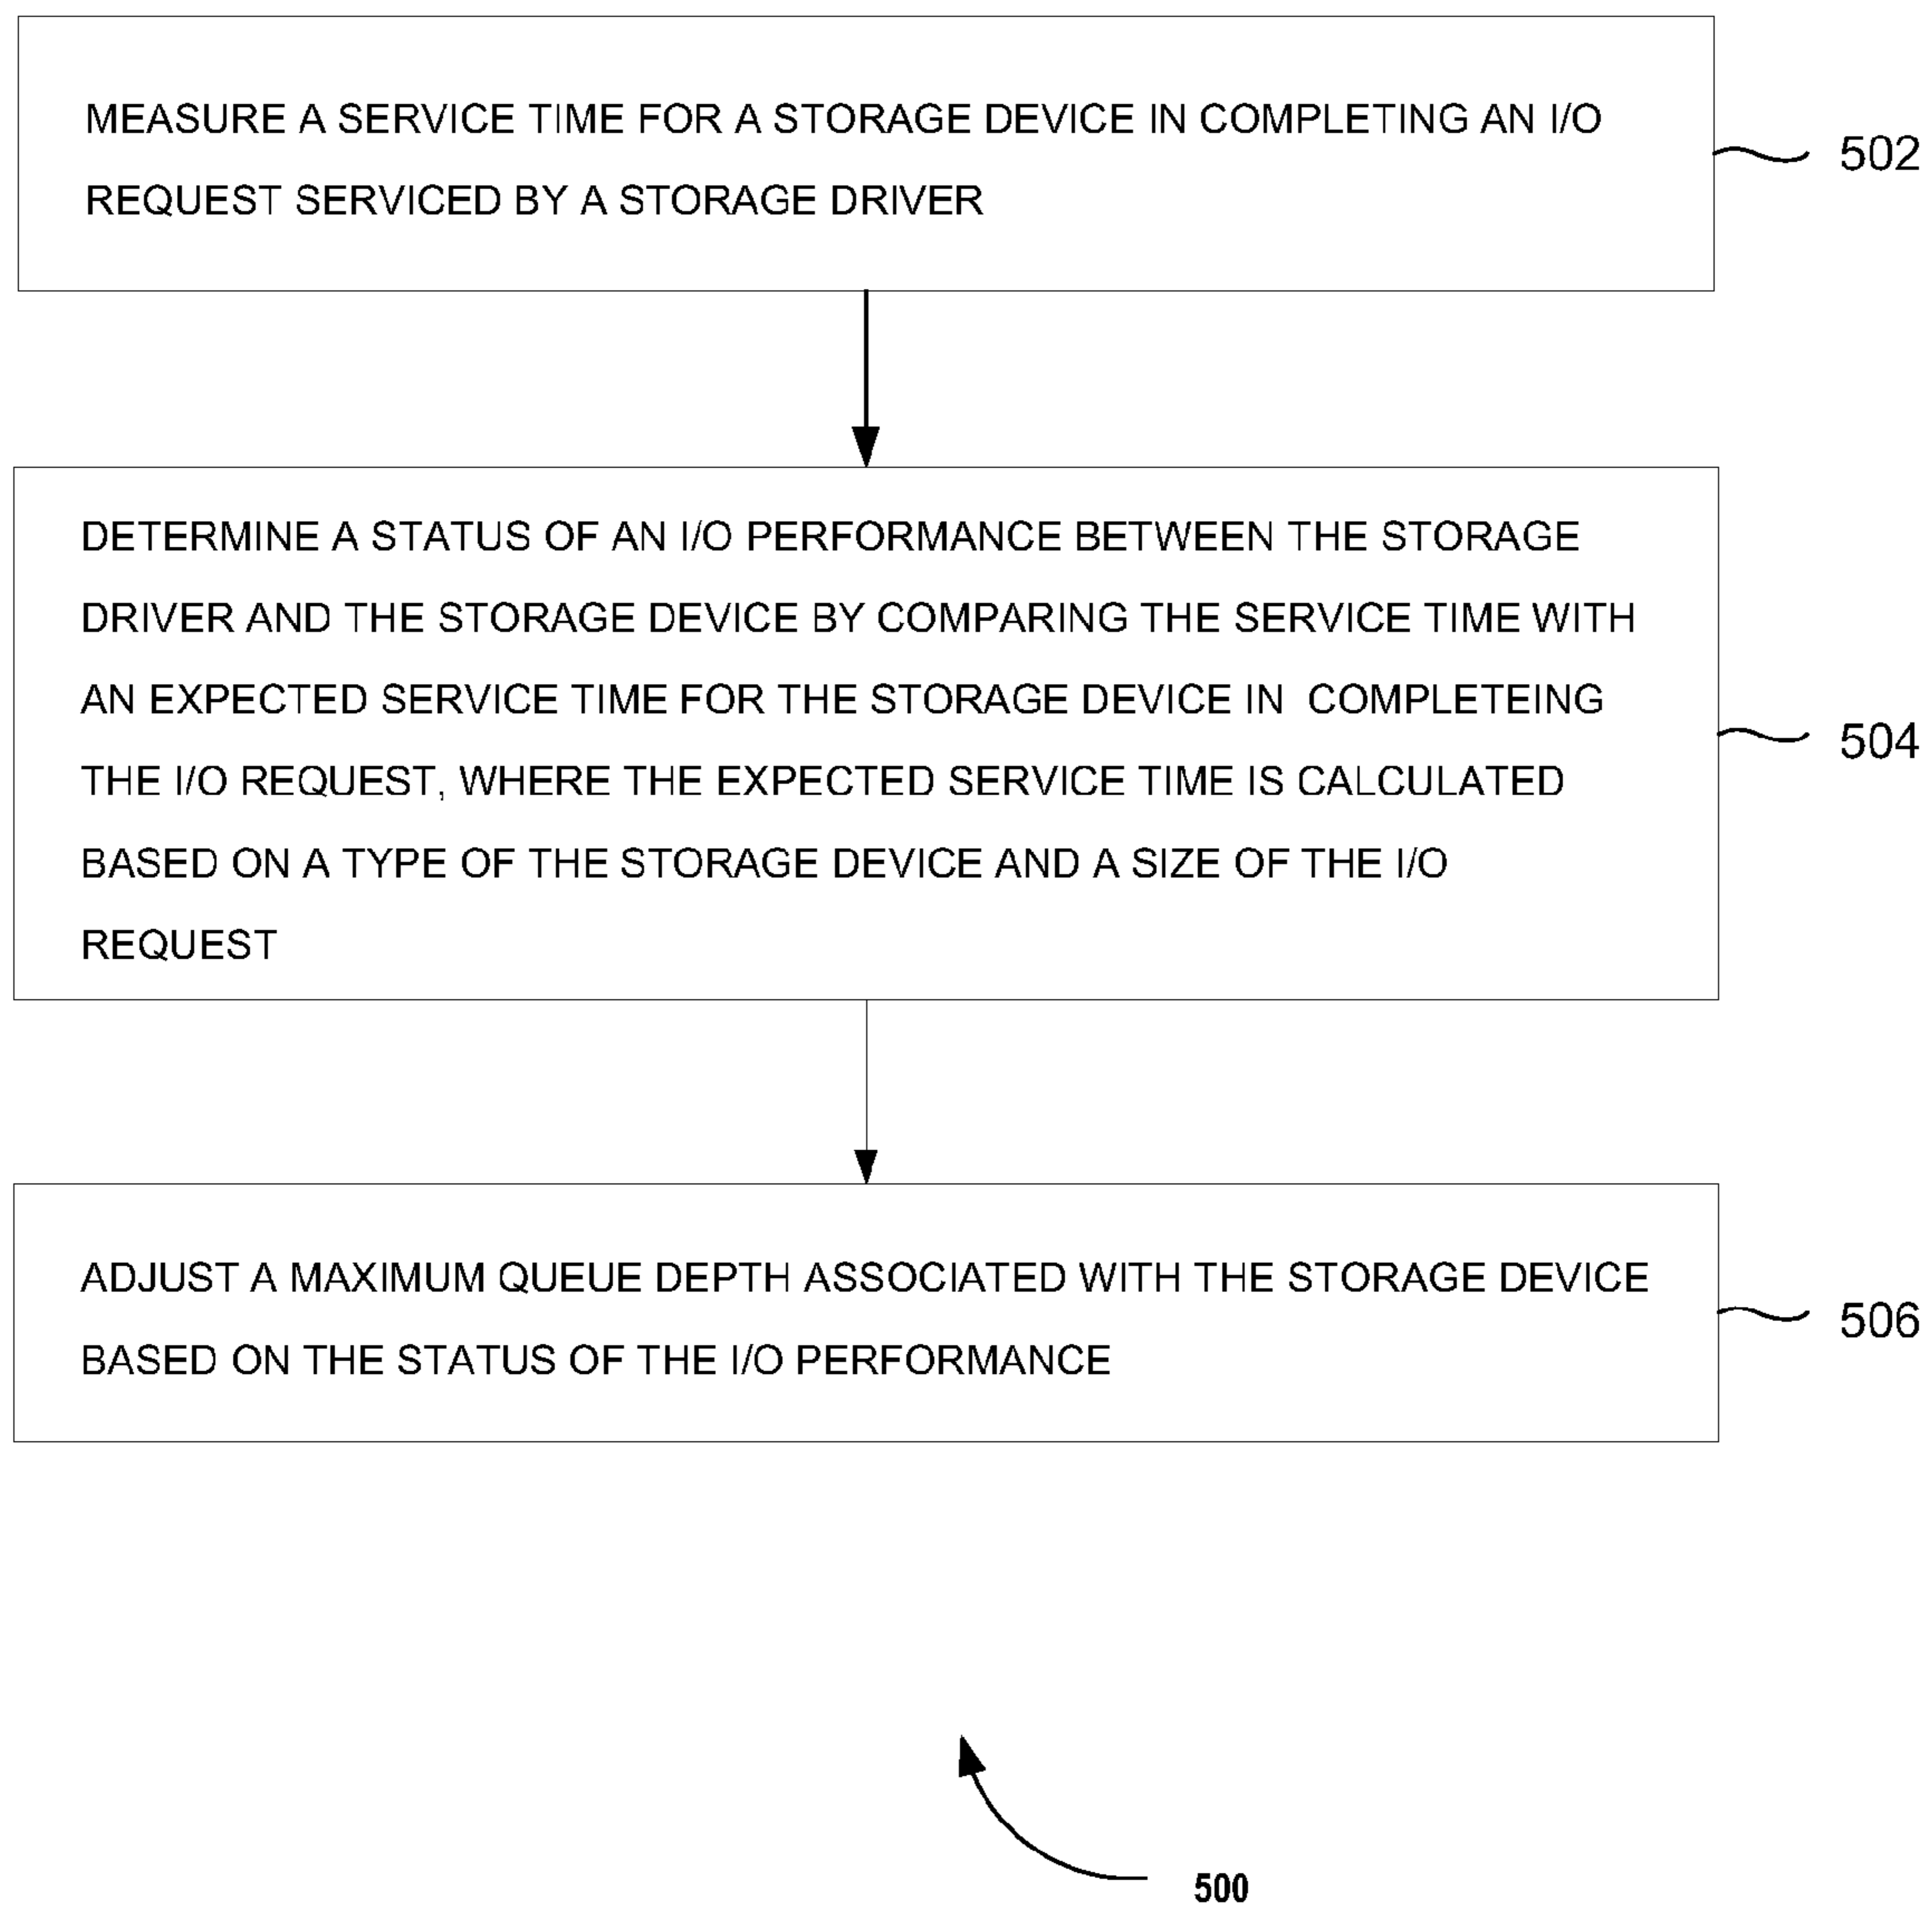 MEASURE A SERVICE TIME FOR A STORAGE DEVICE IN COMPLETING AN I/O
REQUEST SERVICED BY A STORAGE DRIVER
502
DETERMINE A STATUS OF AN I/O PERFORMANCE BETWEEN THE STORAGE
DRIVER AND THE STORAGE DEVICE BY COMPARING THE SERVICE TIME WITH
AN EXPECTED SERVICE TIME FOR THE STORAGE DEVICE IN COMPLETEING
THE I/O REQUEST, WHERE THE EXPECTED SERVICE TIME IS CALCULATED
BASED ON A TYPE OF THE STORAGE DEVICE AND A SIZE OF THE I/O
REQUEST
504
ADJUST A MAXIMUM QUEUE DEPTH ASSOCIATED WITH THE STORAGE DEVICE
BASED ON THE STATUS OF THE I/O PERFORMANCE
506
500